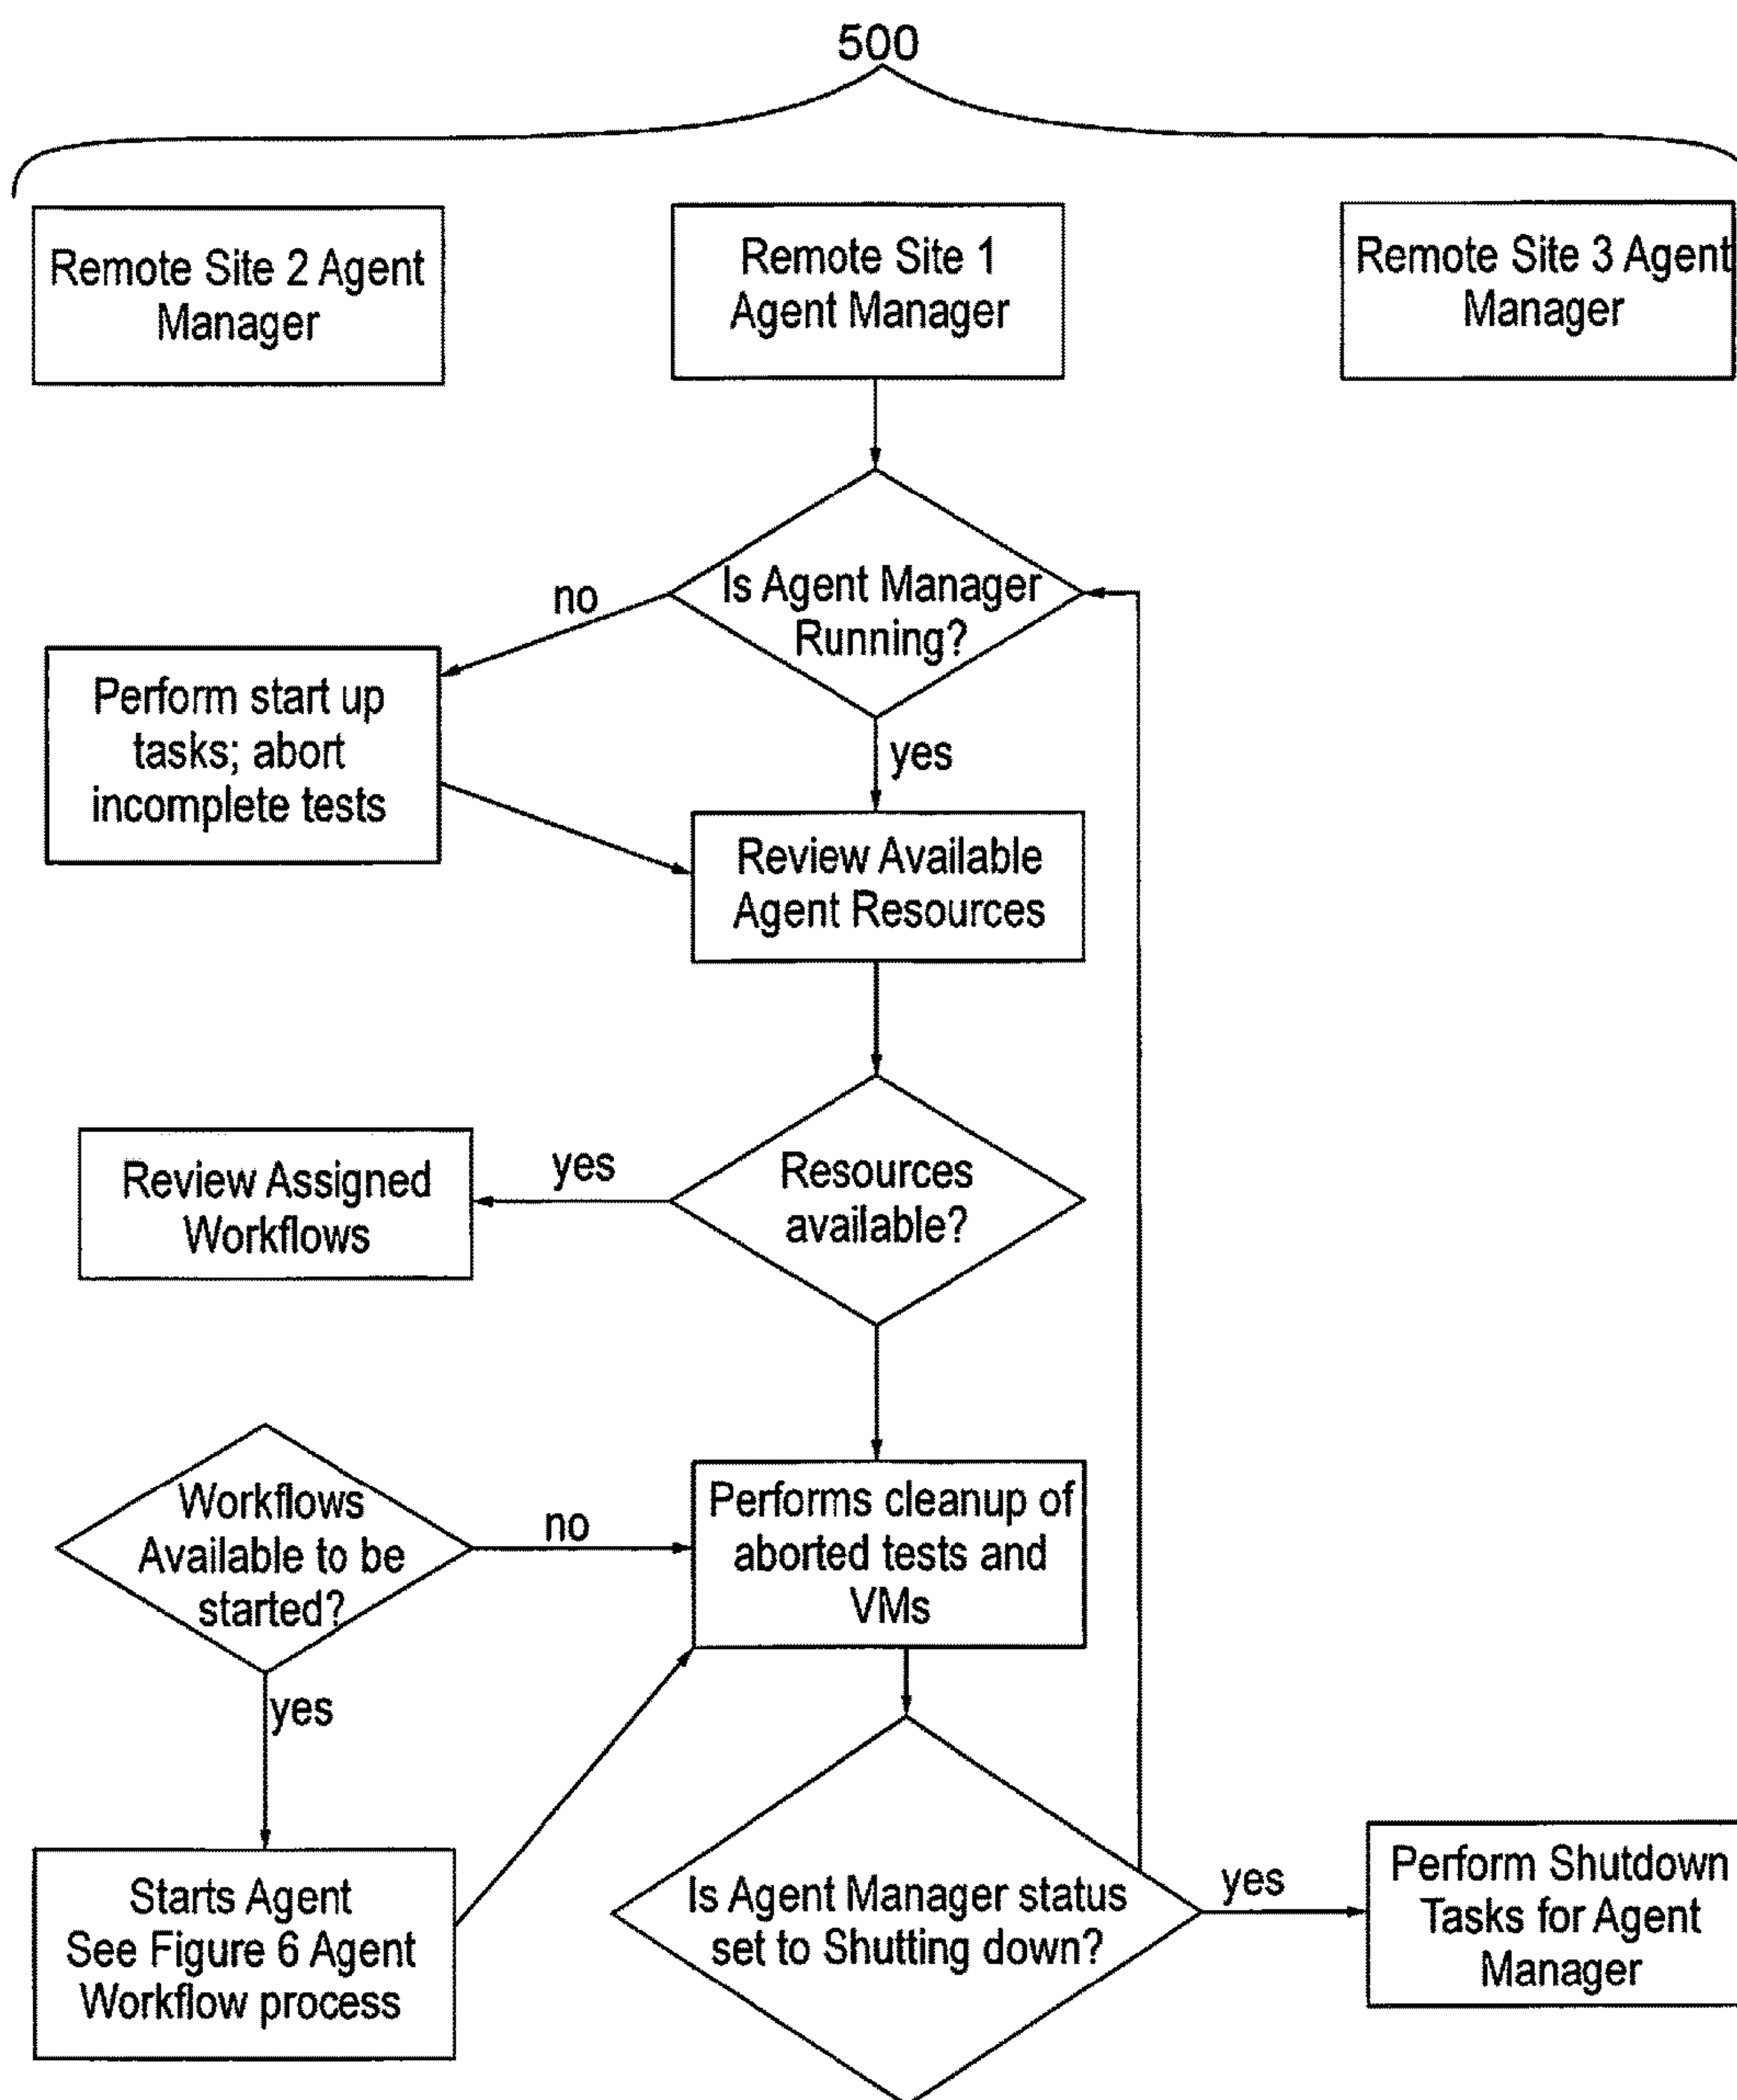 500
Remote Site 2 Agent
Manager
Remote Site 1
Agent Manager
Remote Site 3 Agent
Manager
Is Agent Manager
Running?
no
yes
Perform start up
tasks; abort
incomplete tests
Review Available
Agent Resources
Resources
available?
yes
Review Assigned
Workflows
Workflows
Available to be
started?
no
yes
Performs cleanup of
aborted tests and
VMs
Starts Agent
See Figure 6 Agent
Workflow process
Is Agent Manager status
set to Shutting down?
yes
Perform Shutdown
Tasks for Agent
Manager